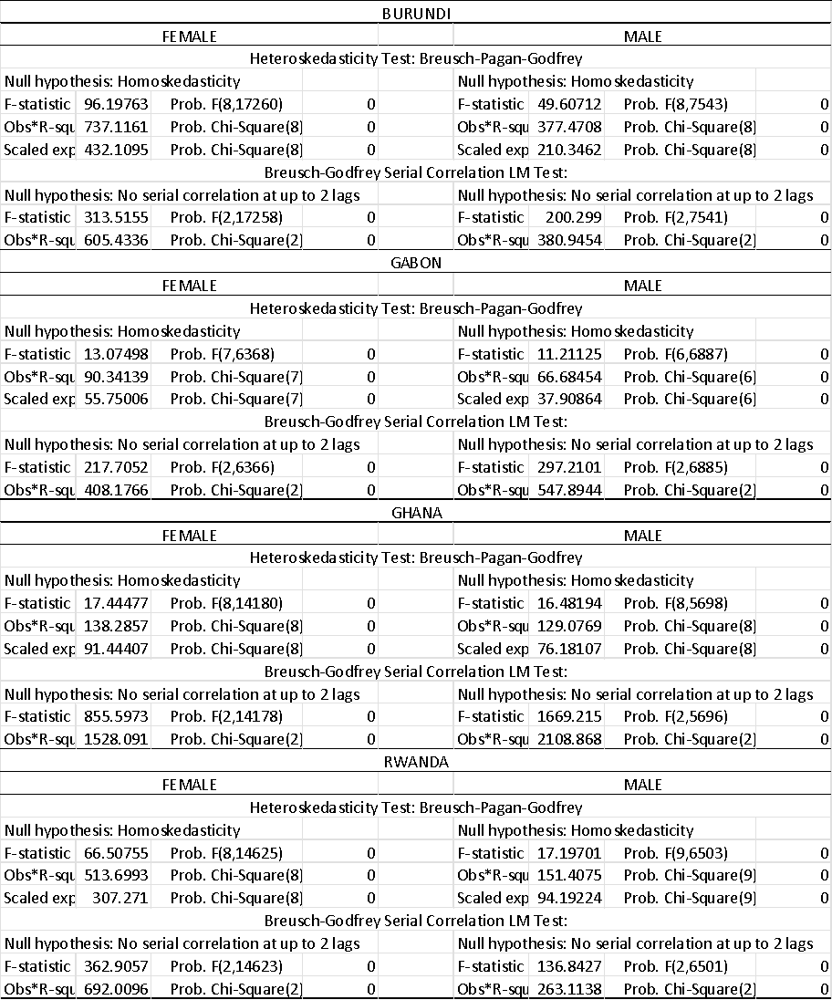 BURUNDI
FEMALE MALE
Heteroskedasticity Test: Breusch-Pagan-Godfrey
Null hypothesis: Homoskedasticity Null hypothesis: Homoskedasticity
F-statistic 96.19763 Prob. F(8,17260) 0 F-statistic 49.60712 Prob. F(8,7543) 0
Obs*R-squ 737.1161 Prob. Chi-Square(8) 0 Obs*R-squ 377.4708 Prob. Chi-Square(8) 0
Scaled exp 432.1095 Prob. Chi-Square(8) 0 Scaled exp 210.3462 Prob. Chi-Square(8) 0
Breusch-Godfrey Serial Correlation LM Test:
Null hypothesis: No serial correlation at up to 2 lags Null hypothesis: No serial correlation at up to 2 lags
F-statistic 313.5155 Prob. F(2,17258) 0 F-statistic 200.299 Prob. F(2,7541) 0
Obs*R-squ 605.4336 Prob. Chi-Square(2) 0 Obs*R-squ 380.9454 Prob. Chi-Square(2) 0
GABON
FEMALE MALE
Heteroskedasticity Test: Breusch-Pagan-Godfrey
Null hypothesis: Homoskedasticity Null hypothesis: Homoskedasticity
F-statistic 13.07498 Prob. F(7,6368) 0 F-statistic 11.21125 Prob. F(6,6887) 0
Obs*R-squ 90.34139 Prob. Chi-Square(7) 0 Obs*R-squ 66.68454 Prob. Chi-Square(6) 0
Scaled exp 55.75006 Prob. Chi-Square(7) 0 Scaled exp 37.90864 Prob. Chi-Square(6) 0
Breusch-Godfrey Serial Correlation LM Test:
Null hypothesis: No serial correlation at up to 2 lags Null hypothesis: No serial correlation at up to 2 lags
F-statistic 217.7052 Prob. F(2,6366) 0 F-statistic 297.2101 Prob. F(2,6885) 0
Obs*R-squ 408.1766 Prob. Chi-Square(2) 0 Obs*R-squ 547.8944 Prob. Chi-Square(2) 0
GHANA
FEMALE MALE
Heteroskedasticity Test: Breusch-Pagan-Godfrey
Null hypothesis: Homoskedasticity Null hypothesis: Homoskedasticity
F-statistic 17.44477 Prob. F(8,14180) 0 F-statistic 16.48194 Prob. F(8,5698) 0
Obs*R-squ 138.2857 Prob. Chi-Square(8) 0 Obs*R-squ 129.0769 Prob. Chi-Square(8) 0
Scaled exp 91.44407 Prob. Chi-Square(8) 0 Scaled exp 76.18107 Prob. Chi-Square(8) 0
Breusch-Godfrey Serial Correlation LM Test:
Null hypothesis: No serial correlation at up to 2 lags Null hypothesis: No serial correlation at up to 2 lags
F-statistic 855.5973 Prob. F(2,14178) 0 F-statistic 1669.215 Prob. F(2,5696) 0
Obs*R-squ 1528.091 Prob. Chi-Square(2) 0 Obs*R-squ 2108.868 Prob. Chi-Square(2) 0
RWANDA
FEMALE MALE
Heteroskedasticity Test: Breusch-Pagan-Godfrey
Null hypothesis: Homoskedasticity Null hypothesis: Homoskedasticity
F-statistic 66.50755 Prob. F(8,14625) 0 F-statistic 17.19701 Prob. F(9,6503) 0
Obs*R-squ 513.6993 Prob. Chi-Square(8) 0 Obs*R-squ 151.4075 Prob. Chi-Square(9) 0
Scaled exp 307.271 Prob. Chi-Square(8) 0 Scaled exp 94.19224 Prob. Chi-Square(9) 0
Breusch-Godfrey Serial Correlation LM Test:
Null hypothesis: No serial correlation at up to 2 lags Null hypothesis: No serial correlation at up to 2 lags
F-statistic 362.9057 Prob. F(2,14623) 0 F-statistic 136.8427 Prob. F(2,6501) 0
Obs*R-squ 692.0096 Prob. Chi-Square(2) 0 Obs*R-squ 263.1138 Prob. Chi-Square(2) 0